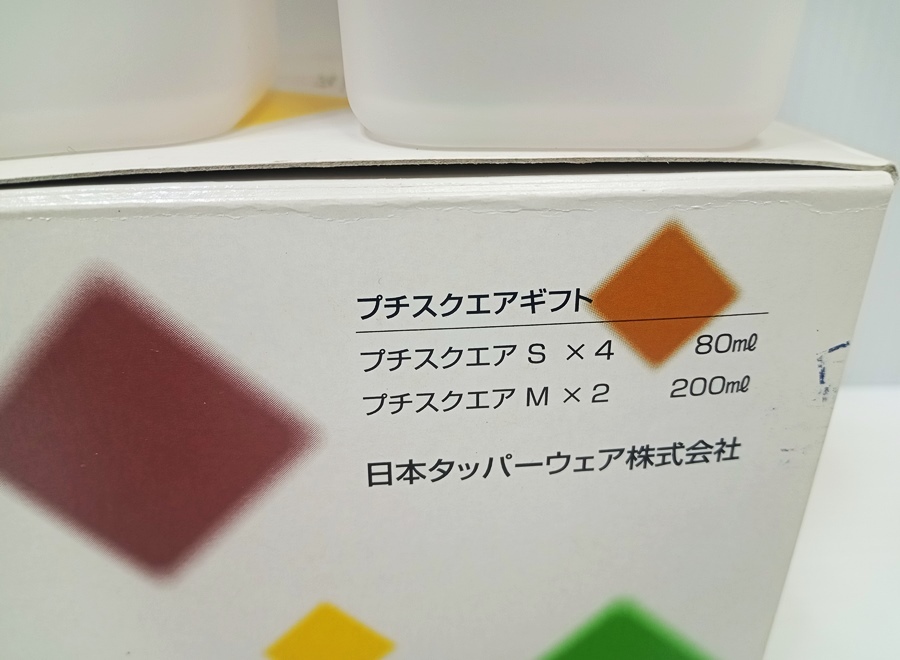 プチスクエアギフト
プチスクエア S × 4 80㎖
プチスクエア M × 2 200㎖
日本タッパーウェア株式会社